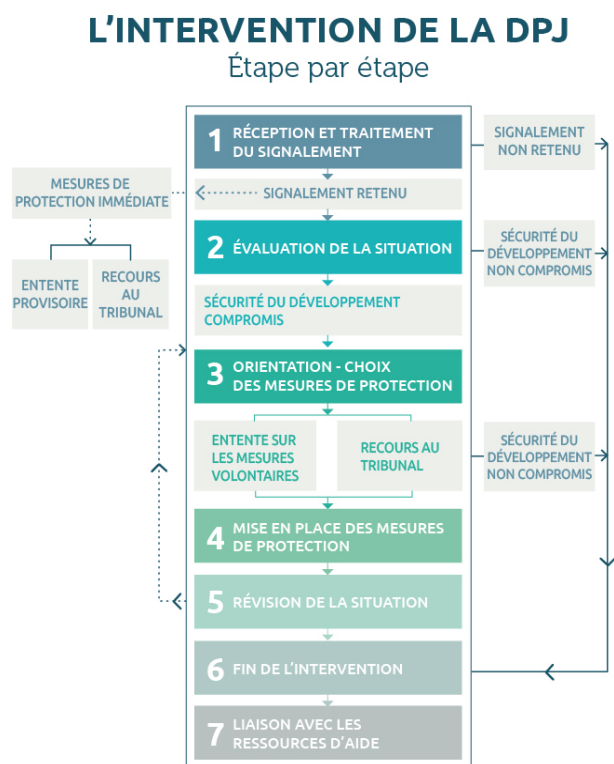 L'INTERVENTION DE LA DPJ
Étape par étape
1 RÉCEPTION ET TRAITEMENT
DU SIGNALEMENT
SIGNALEMENT
NON RETENU
MESURES DE
PROTECTION IMMÉDIATE
SIGNALEMENT RETENU
ENTENTE
PROVISOIRE
RECOURS
AU
TRIBUNAL
2 ÉVALUATION DE LA SITUATION
SÉCURITÉ DU
DÉVELOPPEMENT
NON COMPROMIS
SÉCURITÉ DU DÉVELOPPEMENT
COMPROMIS
3 ORIENTATION - CHOIX
DES MESURES DE PROTECTION
ENTENTE SUR
LES MESURES
VOLONTAIRES
RECOURS AU
TRIBUNAL
SÉCURITÉ DU
DÉVELOPPEMENT
NON COMPROMIS
4 MISE EN PLACE DES MESURES
DE PROTECTION
5 RÉVISION DE LA SITUATION
6 FIN DE L'INTERVENTION
7 LIAISON AVEC LES
RESSOURCES D'AIDE